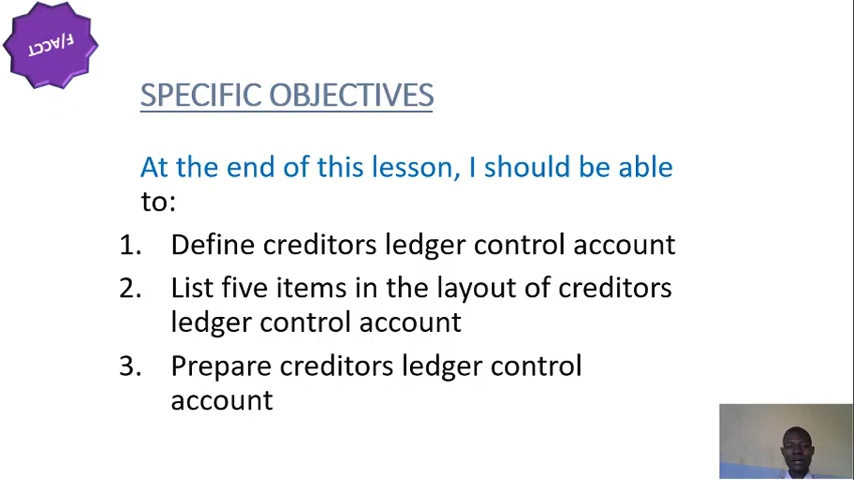 F/ACCT
SPECIFIC OBJECTIVES
At the end of this lesson, I should be able
to:
1. Define creditors ledger control account
2. List five items in the layout of creditors
ledger control account
3. Prepare creditors ledger control
account